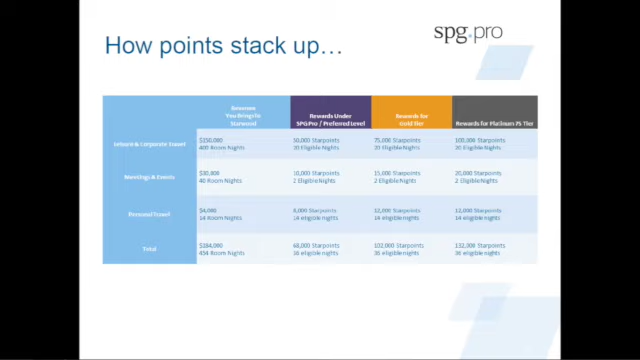 How points stack up…
spg.pro
Revenue
You Bring to
Starwood
Rewards Under
SPG Pro / Preferred Level
Rewards for
Gold Tier
Rewards for Platinum 75 Tier
Leisure & Corporate Travel
$250,000
400 Room Nights
50,000 Starpoints
20 Eligible Nights
75,000 Starpoints
20 Eligible Nights
100,000 Starpoints
Eligible Nights
Meetings & Events
$30,000
40 Room Nights
10,000 Starpoints
2 Eligible Nights
15,000 Starpoints
2 Eligible Nights
20,000 Starpoints
2 Eligible Nights
Personal Travel
$4,000
14 Room Nights
8,000 Starpoints
14 eligible nights
12,000 Starpoints
14 eligible nights
12,000 Starpoints
14 eligible nights
Total
$284,000
454 Room Nights
68,000 Starpoints
36 eligible nights
102,000 Starpoints
36 eligible nights
132,000 Starpoints
36 eligible nights